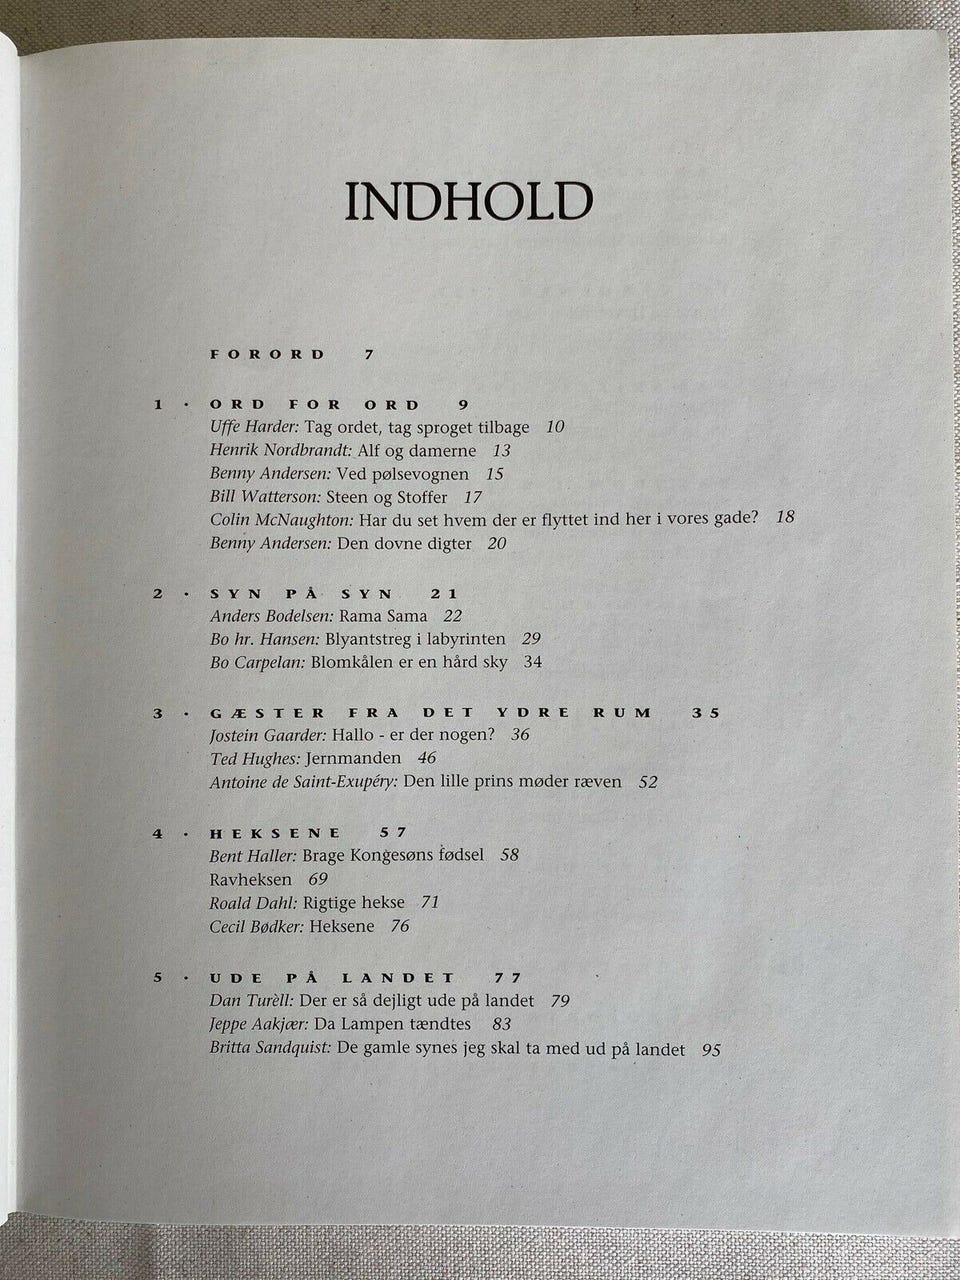 INDHOLD
FORORD 7
1 · ORD FOR ORD 9
Uffe Harder: Tag ordet, tag sproget tilbage 10
Henrik Nordbrandt: Alf og damerne 13
Benny Andersen: Ved pølsevognen 15
Bill Watterson: Steen og Stoffer 17
Colin McNaughton: Har du set hvem der er flyttet ind her i vores gade? 18
Benny Andersen: Den dovne digter 20
2 · SYN PÅ SYN 21
Anders Bodelsen: Rama Sama 22
Bo hr. Hansen: Blyantstreg i labyrinten 29
Bo Carpelan: Blomkålen er en hård sky 34
3 · GÆSTER FRA DET YDRE RUM 35
Jostein Gaarder: Hallo - er der nogen? 36
Ted Hughes: Jernmanden 46
Antoine de Saint-Exupéry: Den lille prins møder ræven 52
4 · HEKSENE 57
Bent Haller: Brage Kongesøns fødsel 58
Ravheksen 69
Roald Dahl: Rigtige hekse 71
Cecil Bødker: Heksene 76
5 · UDE PÅ LANDET 77
Dan Turèll: Der er så dejligt ude på landet 79
Jeppe Aakjær: Da Lampen tændtes 83
Britta Sandquist: De gamle synes jeg skal ta med ud på landet 95